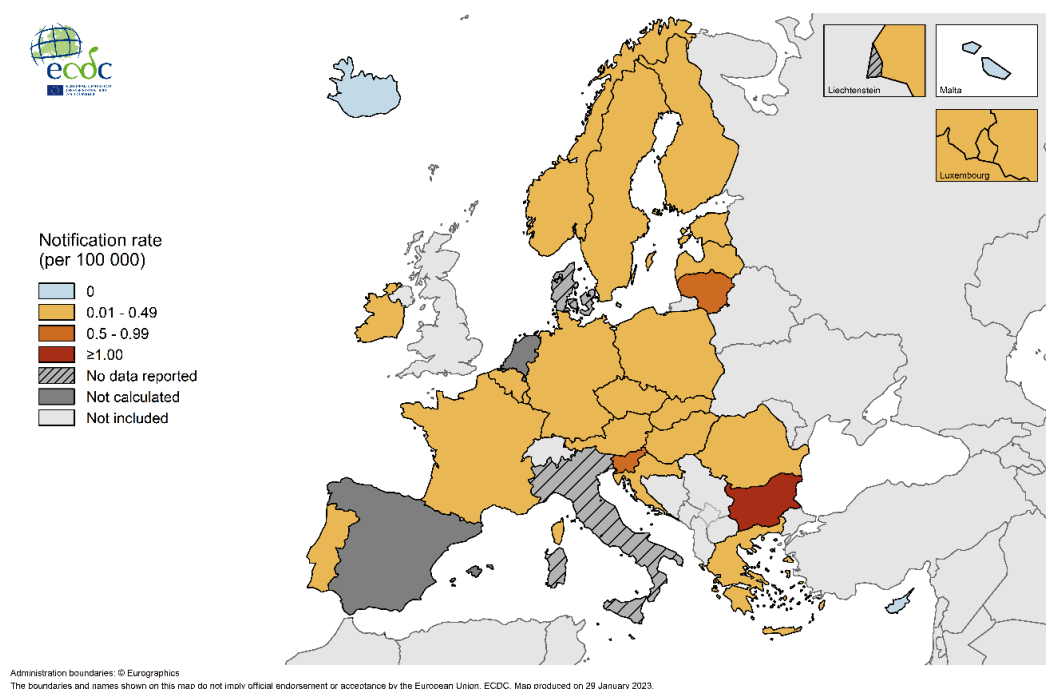 ecdc
Liechtenstein
Malta
Luxembourg
Notification rate
(per 100 000)
0
0.01 - 0.49
0.5 - 0.99
≥1.00
No data reported
Not calculated
Not included
Administration boundaries: © Eurographics
The boundaries and names shown on this map do not imply official endorsement or acceptance by the European Union. ECDC. Map produced on 29 January 2023.